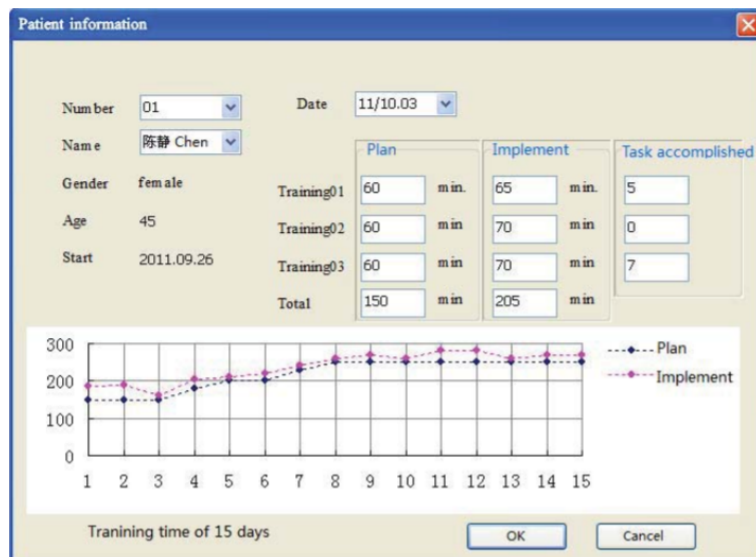 Patient information
Number 01 Date 11/10.03
Name 陈静 Chen
Plan Implement Task accomplished
Gender female
Training01 60 min. 65 min. 5
Age 45
Training02 60 min 70 min 0
Start 2011.09.26
Training03 60 min 70 min 7
Total 150 min 205 min
300
200
100
0
1 2 3 4 5 6 7 8 9 10 11 12 13 14 15
Plan
Implement
Tranining time of 15 days
OK Cancel